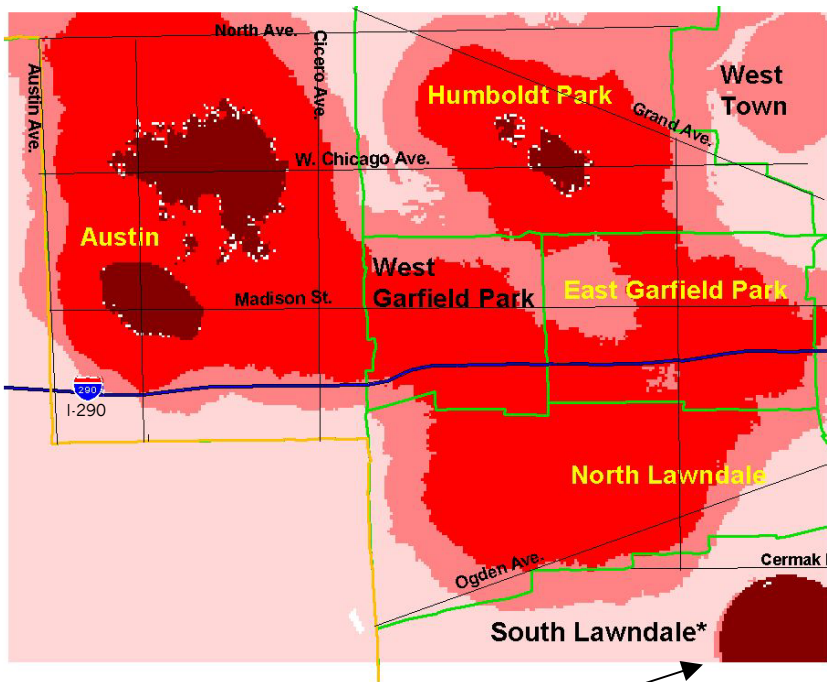 North Ave.
Cicero Ave.
Austin Ave.
West
Town
Humboldt Park
Grand Ave.
W. Chicago Ave.
Austin
West
Garfield Park
East Garfield Park
Madison St.
290
I-290
North Lawndale
Ogden Ave.
Cermak
South Lawndale*